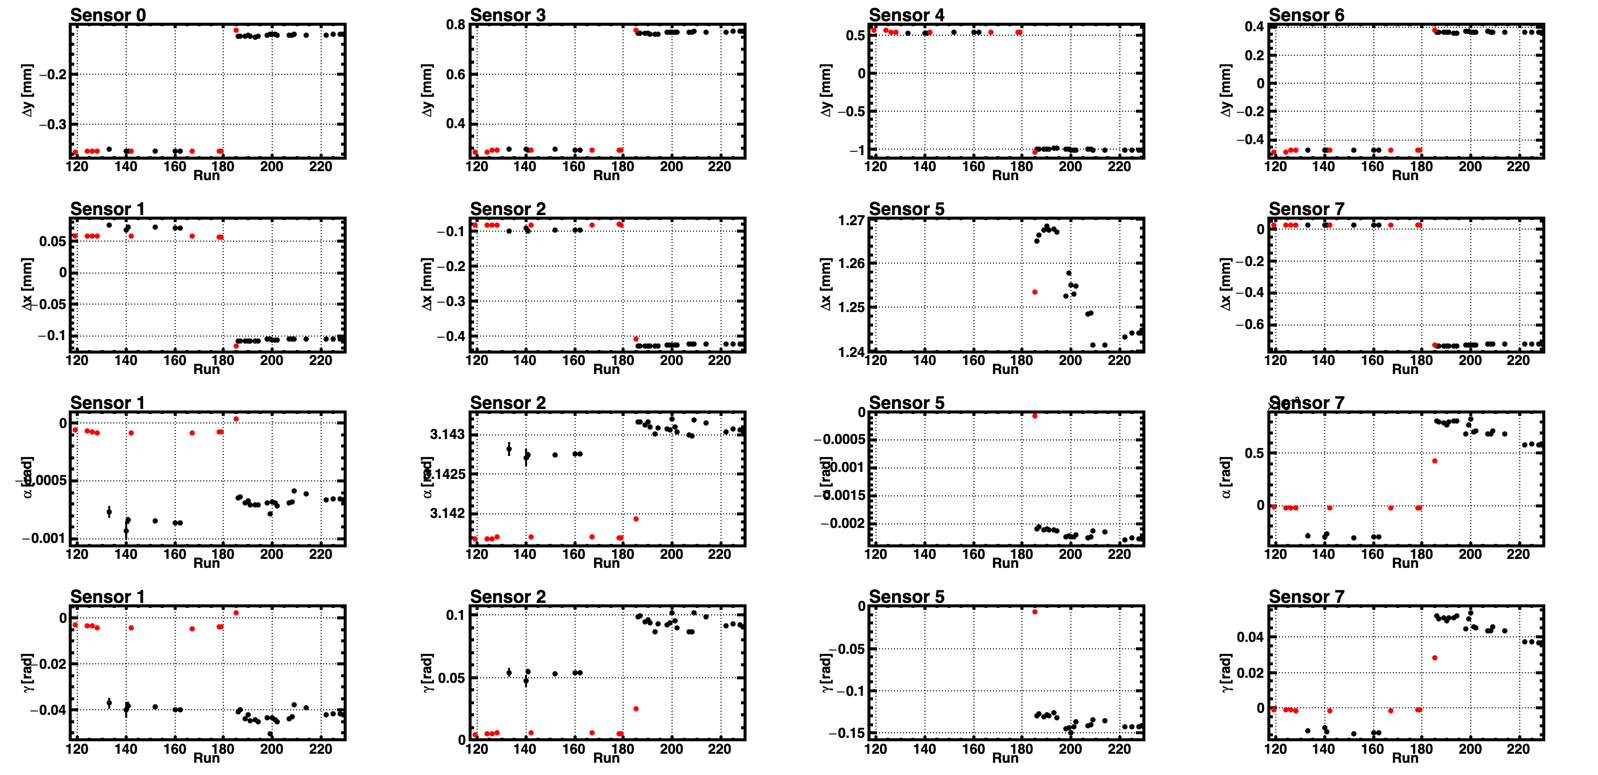 Sensor 0
Δy [mm]
−0.2
−0.3
120 140 160 180 200 220
Run
Sensor 3
Δy [mm]
0.8
0.6
0.4
120 140 160 180 200 220
Run
Sensor 4
Δy [mm]
0.5
0
−0.5
−1
120 140 160 180 200 220
Run
Sensor 6
Δy [mm]
0.4
0.2
0
−0.2
−0.4
120 140 160 180 200 220
Run
Sensor 1
Δx [mm]
0.05
0
−0.05
−0.1
120 140 160 180 200 220
Run
Sensor 2
Δx [mm]
−0.1
−0.2
−0.3
−0.4
120 140 160 180 200 220
Run
Sensor 5
Δx [mm]
1.27
1.26
1.25
1.24
120 140 160 180 200 220
Run
Sensor 7
Δx [mm]
0
−0.2
−0.4
−0.6
120 140 160 180 200 220
Run
Sensor 1
α [rad]
0
−0.0005
−0.001
120 140 160 180 200 220
Run
Sensor 2
α [rad]
3.143
3.1425
3.142
120 140 160 180 200 220
Run
Sensor 5
α [rad]
0
−0.0005
−0.001
−0.0015
−0.002
120 140 160 180 200 220
Run
Sensor 7
α [rad]
0.5
0
120 140 160 180 200 220
Run
Sensor 1
γ [rad]
0
−0.02
−0.04
120 140 160 180 200 220
Run
Sensor 2
γ [rad]
0.1
0.05
0
120 140 160 180 200 220
Run
Sensor 5
γ [rad]
0
−0.05
−0.1
−0.15
120 140 160 180 200 220
Run
Sensor 7
γ [rad]
0.04
0.02
0
120 140 160 180 200 220
Run